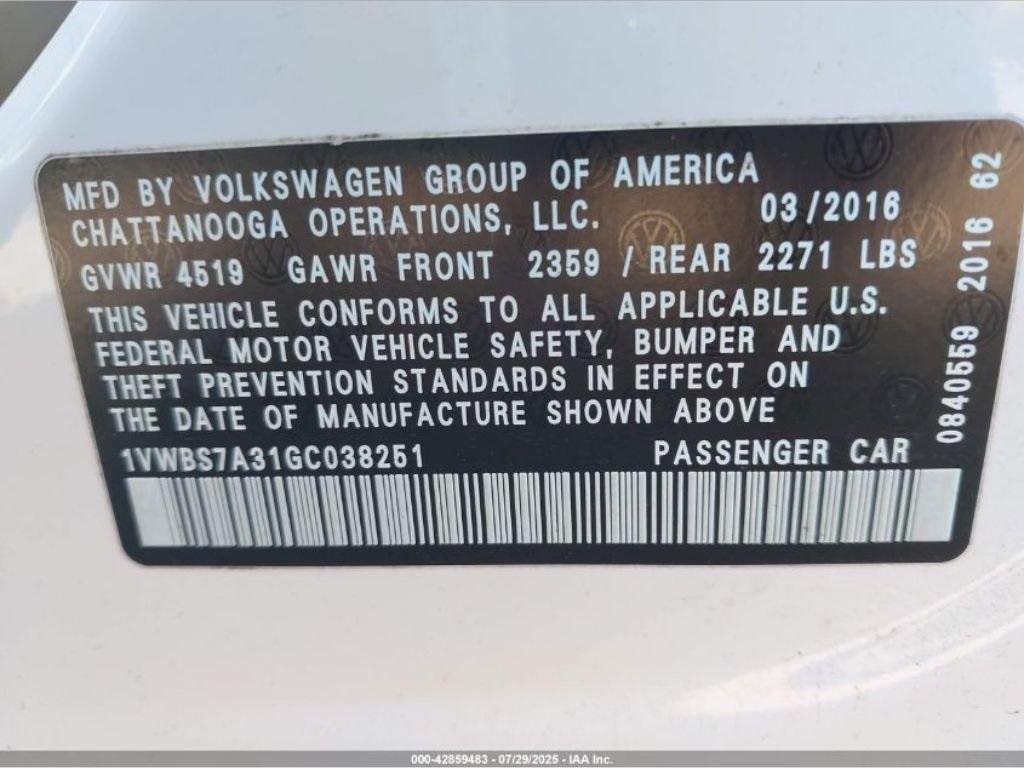 MFD BY VOLKSWAGEN GROUP OF AMERICA
CHATTANOOGA OPERATIONS, LLC. 03/2016
GVWR 4519 GAWR FRONT 2359 / REAR 2271 LBS
THIS VEHICLE CONFORMS TO ALL APPLICABLE U.S.
FEDERAL MOTOR VEHICLE SAFETY, BUMPER AND
THEFT PREVENTION STANDARDS IN EFFECT ON
THE DATE OF MANUFACTURE SHOWN ABOVE
1VWBS7A31GC038251 PASSENGER CAR
0840559 2016 62
000-42859483 - 07/29/2025 - IAA Inc.